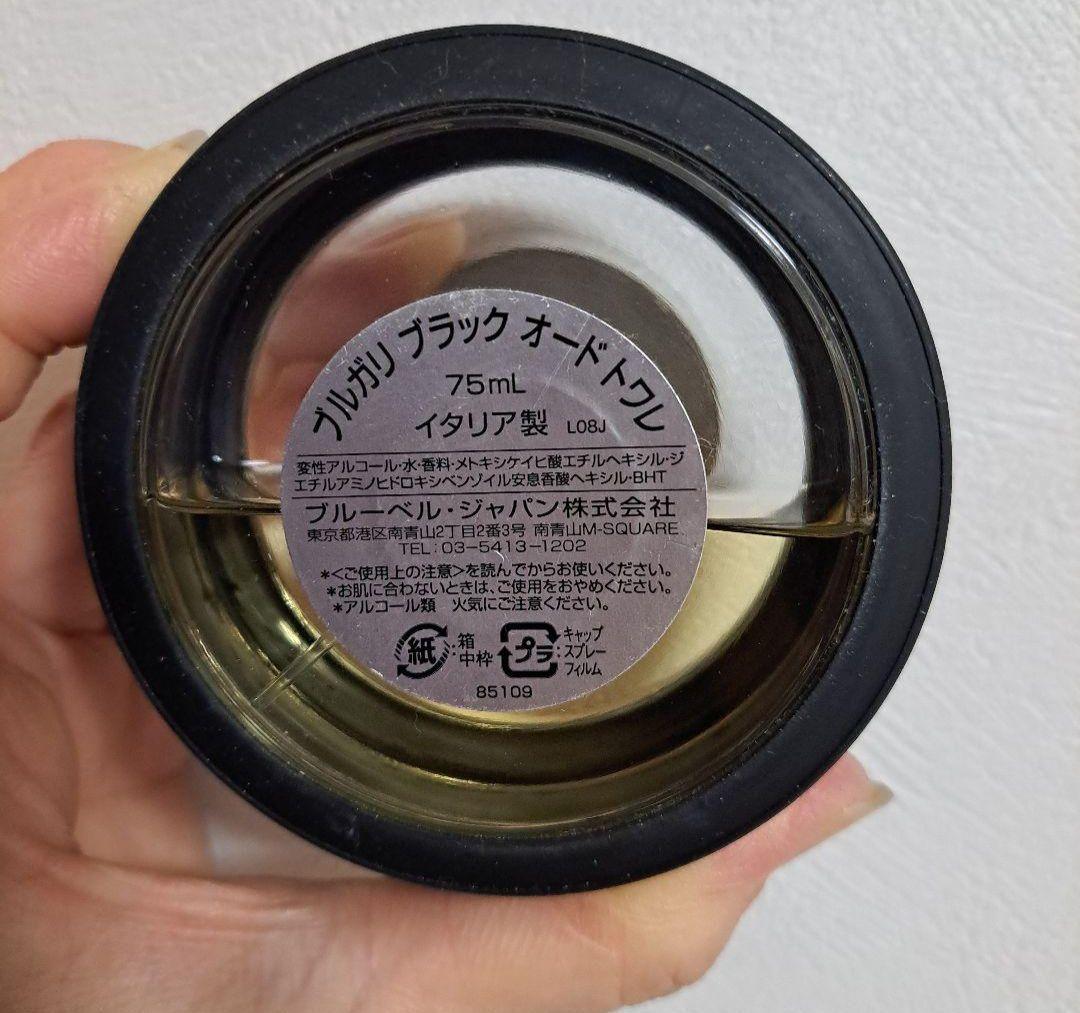 ブルガリ ブラック オード トワレ
75mL
イタリア製 L08J
変性アルコール・水・香料・メトキシケイヒ酸エチルヘキシル・ジ
エチルアミノヒドロキシベンゾイル安息香酸ヘキシル・BHT
ブルーベル・ジャパン株式会社
東京都港区南青山2丁目2番3号 南青山M-SQUARE
TEL:03-5413-1202
*<ご使用上の注意>を読んでからお使いください。
*お肌に合わないときは、ご使用をおやめください。
*アルコール類 火気にご注意ください。
紙:箱 中枠 プラ:キャップ スプレー フィルム
85109